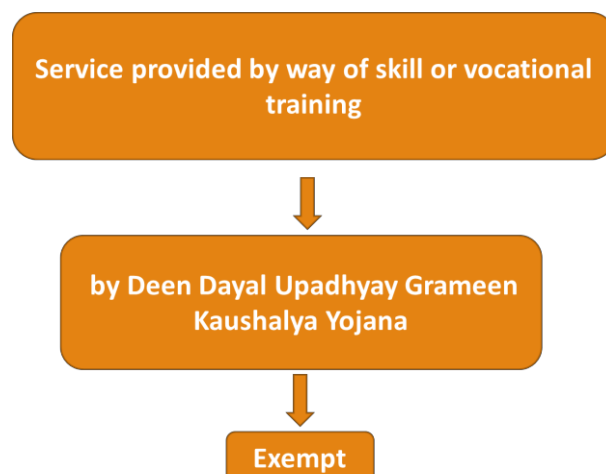 Service provided by way of skill or vocational
training
by Deen Dayal Upadhyay Grameen
Kaushalya Yojana
Exempt